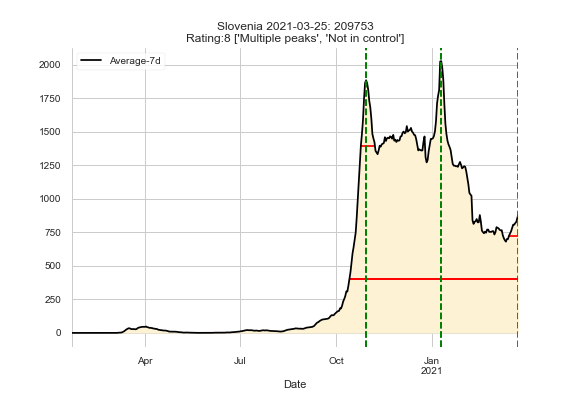 Slovenia 2021-03-25: 209753
Rating:8 ['Multiple peaks', 'Not in control']
Average-7d
2000
1750
1500
1250
1000
750
500
250
0
Apr
Jul
Oct
Jan
2021
Date